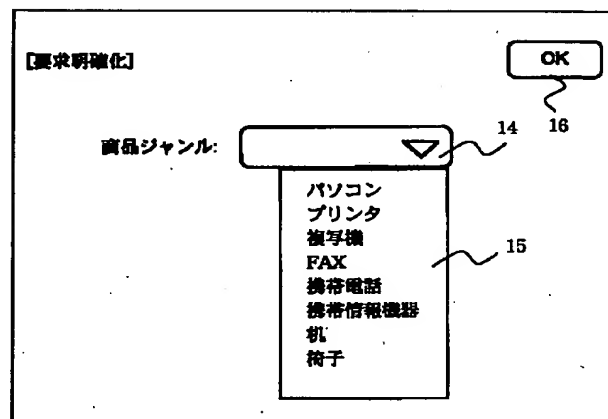 [要求明確化]
OK
16
商品ジャンル:
14
パソコン
プリンタ
複写機
FAX
携帯電話
携帯情報機器
机
椅子
15